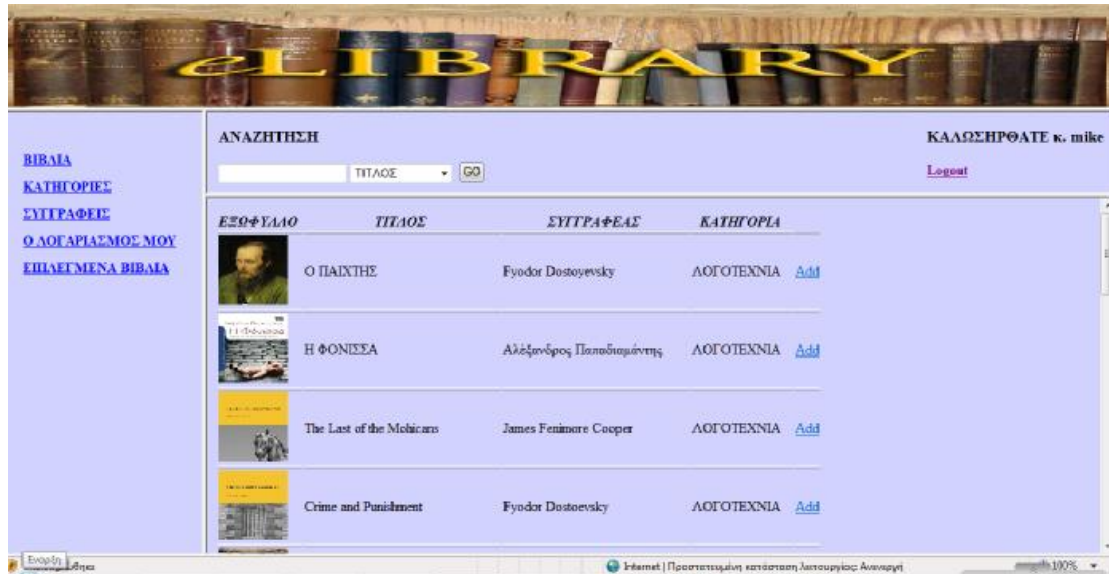 eLIBRARY
ΒΙΒΛΙΑ
ΚΑΤΗΓΟΡΙΕΣ
ΣΥΓΓΡΑΦΕΙΣ
Ο ΛΟΓΑΡΙΑΣΜΟΣ ΜΟΥ
ΕΠΙΛΕΓΜΕΝΑ ΒΙΒΛΙΑ
ΑΝΑΖΗΤΗΣΗ
ΤΙΤΛΟΣ GO
ΚΑΛΩΣΗΡΘΑΤΕ κ. mike
Logout
ΕΞΩΦΥΛΛΟ ΤΙΤΛΟΣ ΣΥΓΓΡΑΦΕΑΣ ΚΑΤΗΓΟΡΙΑ
Ο ΠΑΙΧΤΗΣ Fyodor Dostoyevsky ΛΟΓΟΤΕΧΝΙΑ Add
Η ΦΟΝΙΣΣΑ Αλέξανδρος Παπαδιαμάντης ΛΟΓΟΤΕΧΝΙΑ Add
The Last of the Mohicans James Fenimore Cooper ΛΟΓΟΤΕΧΝΙΑ Add
Crime and Punishment Fyodor Dostoevsky ΛΟΓΟΤΕΧΝΙΑ Add
Έναρξη
Internet | Προστατευμένη κατάσταση λειτουργίας: Ανενεργή 100%